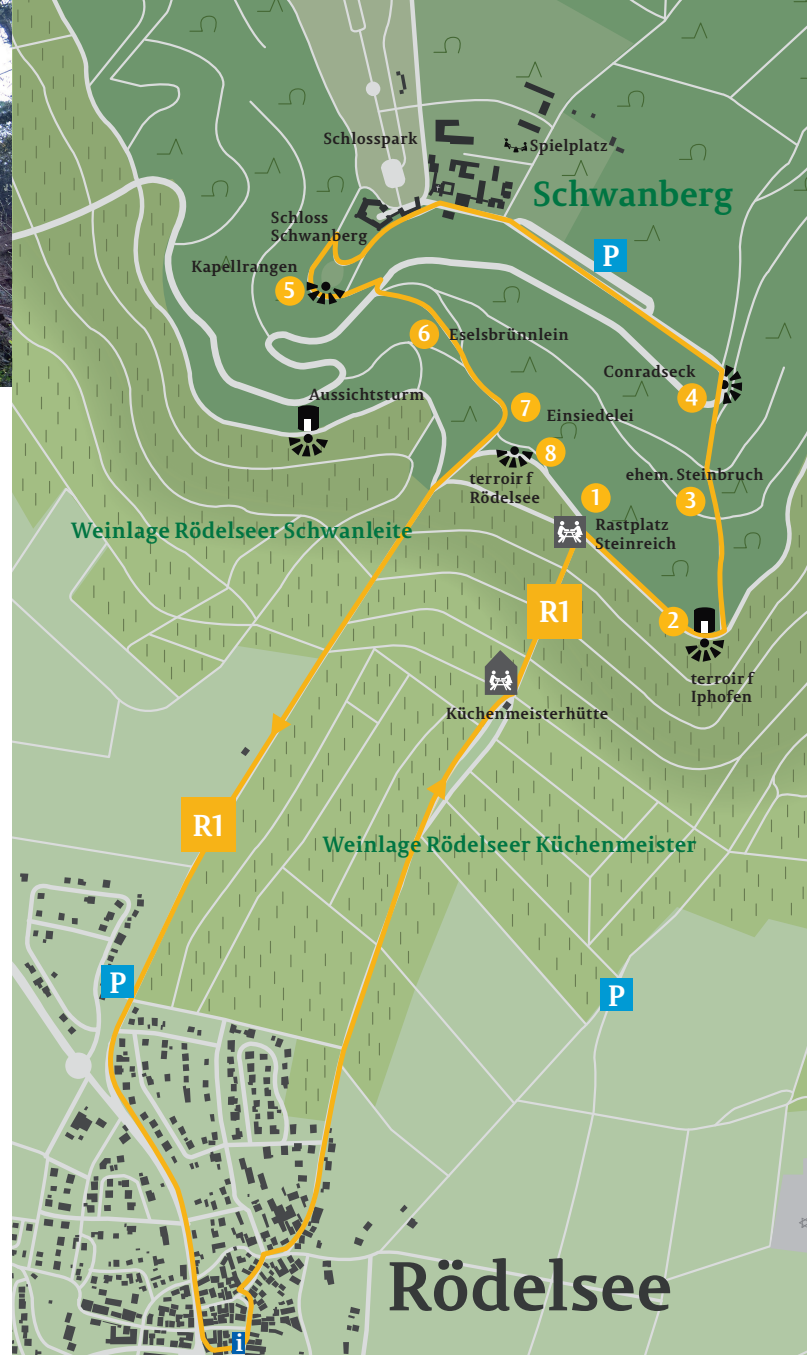 Schlosspark
Spielplatz
Schwanberg
Schloss
Schwanberg
P
Kapellrangen
5
6
Eselsbrünnlein
Conradseck
4
Aussichtsturm
7
Einsiedelei
8
terroir f
Rödelsee
ehem. Steinbruch
1
3
Weinlage Rödelseer Schwanleite
Rastplatz
Steinreich
R1
2
terroir f
Iphofen
Küchenmeisterhütte
R1
Weinlage Rödelseer Küchenmeister
P
P
Rödelsee
i